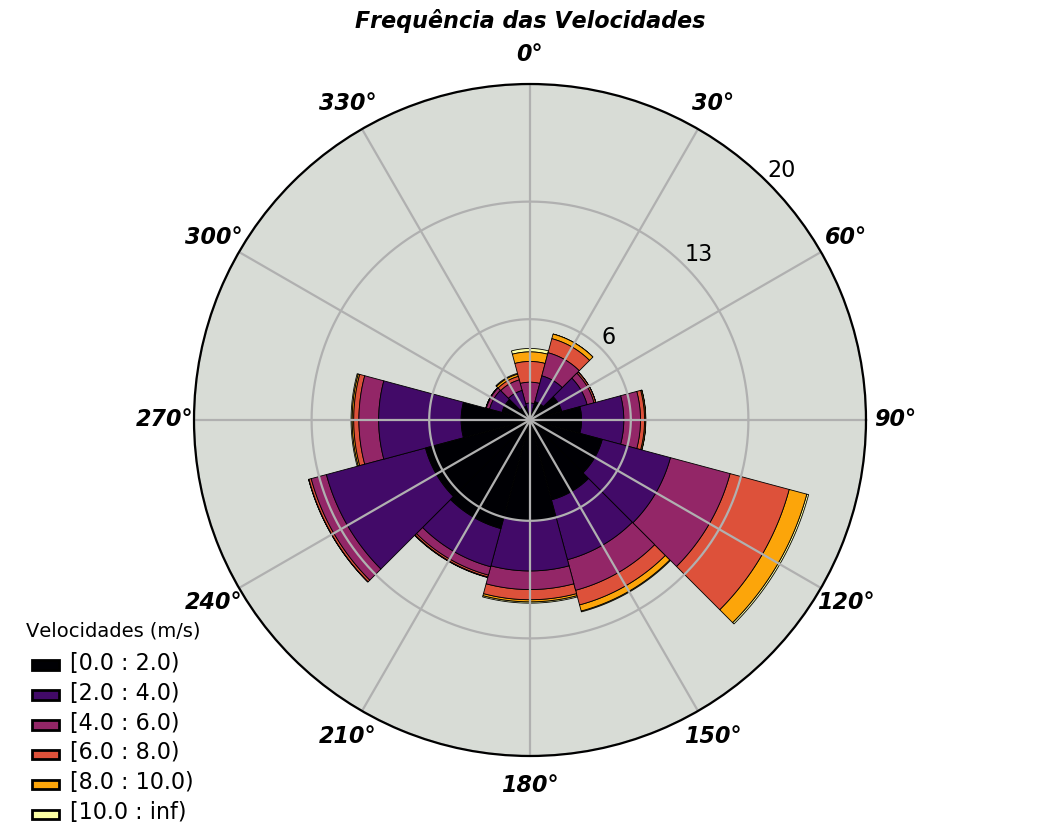 Frequência das Velocidades
0°
330°
30°
20
300°
60°
13
6
270°
90°
240°
120°
210°
150°
180°
Velocidades (m/s)
[0.0 : 2.0)
[2.0 : 4.0)
[4.0 : 6.0)
[6.0 : 8.0)
[8.0 : 10.0)
[10.0 : inf)